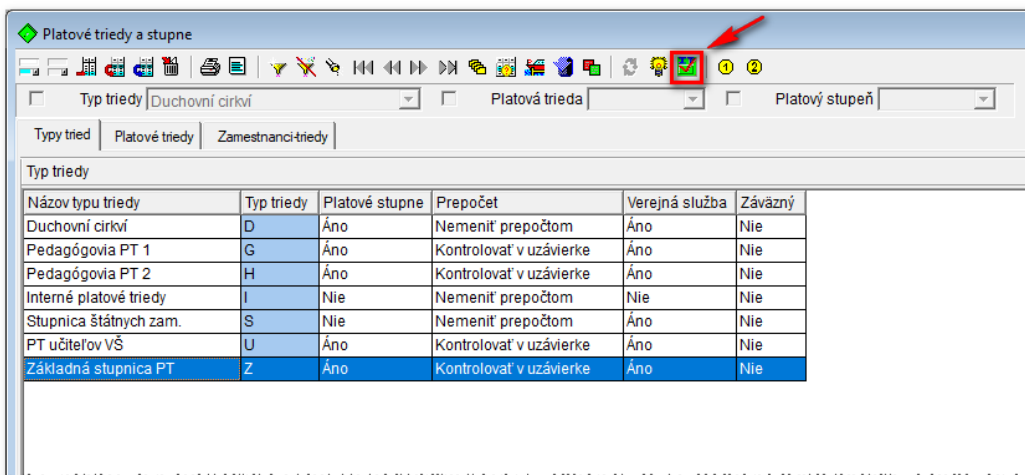 Platové triedy a stupne
1 2
Typ triedy Duchovní cirkví Platová trieda Platový stupeň
Typy tried Platové triedy Zamestnanci-triedy
Typ triedy
Názov typu triedy Typ triedy Platové stupne Prepočet Verejná služba Záväzný
Duchovní cirkví D Áno Nemeniť prepočtom Áno Nie
Pedagógovia PT 1 G Áno Kontrolovať v uzávierke Áno Nie
Pedagógovia PT 2 H Áno Kontrolovať v uzávierke Áno Nie
Interné platové triedy I Nie Nemeniť prepočtom Nie Nie
Stupnica štátnych zam. S Nie Nemeniť prepočtom Áno Nie
PT učiteľov VŠ U Áno Kontrolovať v uzávierke Áno Nie
Základná stupnica PT Z Áno Kontrolovať v uzávierke Áno Nie